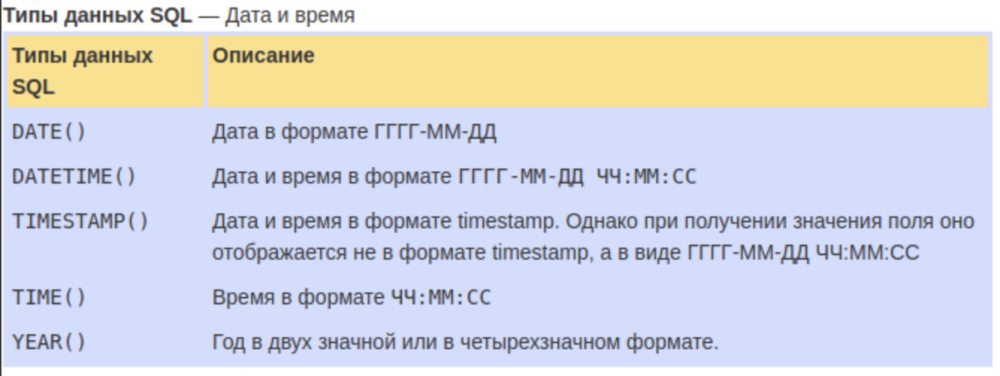 Типы данных SQL — Дата и время
Типы данных
SQL
Описание
DATE()
Дата в формате ГГГГ-ММ-ДД
DATETIME()
Дата и время в формате ГГГГ-ММ-ДД ЧЧ:ММ:СС
TIMESTAMP()
Дата и время в формате timestamp. Однако при получении значения поля оно
отображается не в формате timestamp, а в виде ГГГГ-ММ-ДД ЧЧ:ММ:СС
TIME()
Время в формате ЧЧ:ММ:СС
YEAR()
Год в двух значной или в четырехзначном формате.